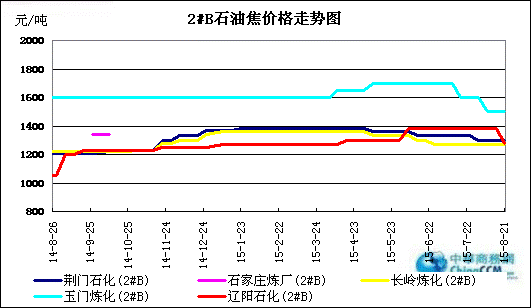 2#B石油焦价格走势图
元/吨
2000
1800
1600
1400
1200
1000
800
14-8-26
14-9-25
14-10-25
14-11-24
14-12-24
15-1-23
15-2-22
15-3-24
15-4-23
15-5-23
15-6-22
15-7-22
15-8-21
中华商务网
ChinaCCM
荆门石化(2#B)
石家庄炼厂(2#B)
长岭炼化(2#B)
玉门炼化(2#B)
辽阳石化(2#B)